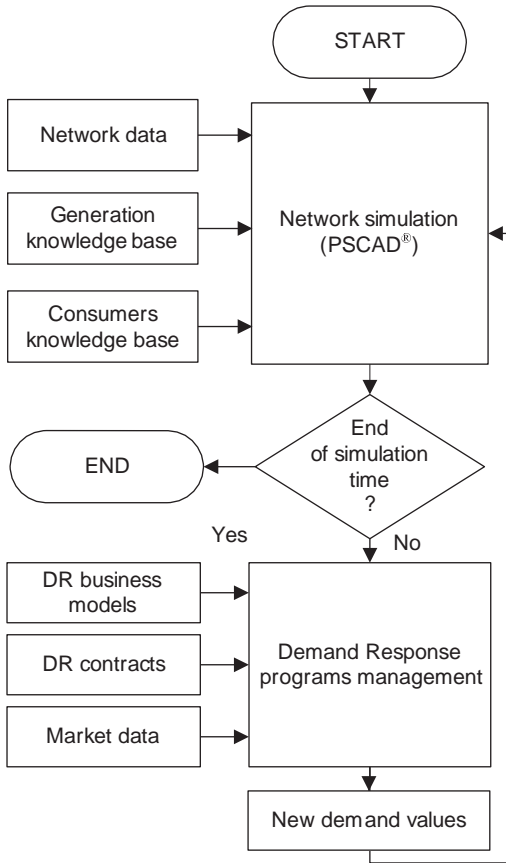 START
Network data
Generation
knowledge base
Consumers
knowledge base
Network simulation
(PSCAD®)
End
of simulation
time
?
END
Yes
No
DR business
models
DR contracts
Market data
Demand Response
programs management
New demand values